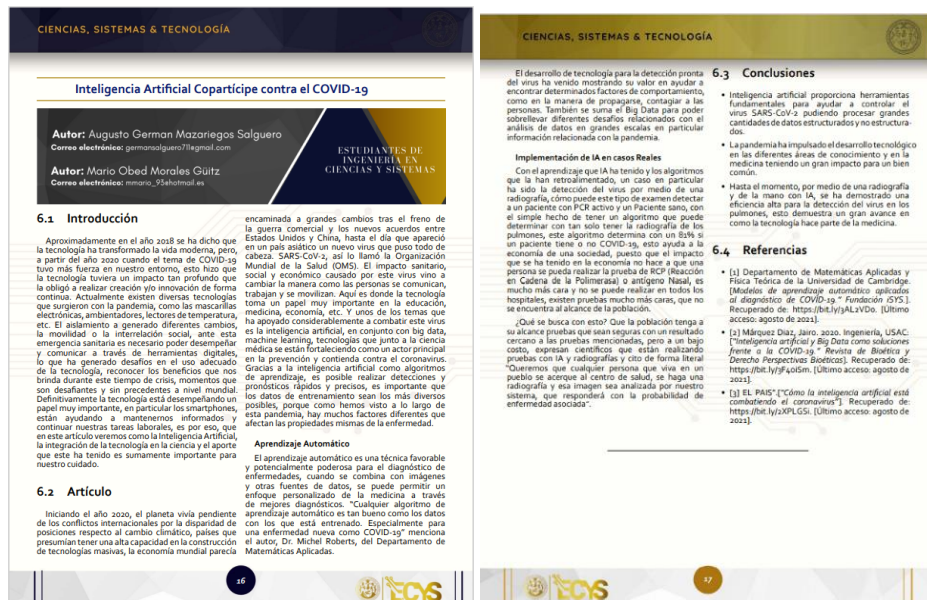 CIENCIAS, SISTEMAS & TECNOLOGÍA
Inteligencia Artificial Copartícipe contra el COVID-19
Autor: Augusto German Mazariegos Salguero
Correo electrónico: germansalguero711@gmail.com
Autor: Mario Obed Morales Güitz
Correo electrónico: mmario_93@hotmail.es
ESTUDIANTES DE
INGENIERÍA EN
CIENCIAS Y SISTEMAS
6.1 Introducción
Aproximadamente en el año 2018 se ha dicho que
la tecnología ha transformado la vida moderna, pero,
a partir del año 2020 cuando el tema de COVID-19
tuvo más fuerza en nuestro entorno, esto hizo que
la tecnología tuviera un impacto tan profundo que
la obligó a realizar creación y/o innovación de forma
continua. Actualmente existen diversas tecnologías
que surgieron con la pandemia, como las mascarillas
electrónicas, ambientadores, lectores de temperatura,
etc. El aislamiento a generado diferentes cambios,
la movilidad o la interrelación social, ante esta
emergencia sanitaria es necesario poder desempeñar
y comunicar a través de herramientas digitales,
lo que ha generado desafíos en el uso adecuado
de la tecnología, reconocer los beneficios que nos
brinda durante este tiempo de crisis, momentos que
son desafiantes y sin precedentes a nivel mundial.
Definitivamente la tecnología está desempeñando un
papel muy importante, en particular los smartphones,
están ayudando a mantenernos informados y
continuar nuestras tareas laborales, es por eso, que
en este artículo veremos como la Inteligencia Artificial,
la integración de la tecnología en la ciencia y el aporte
que este ha tenido es sumamente importante para
nuestro cuidado.
6.2 Artículo
Iniciando el año 2020, el planeta vivía pendiente
de los conflictos internacionales por la disparidad de
posiciones respecto al cambio climático, países que
presumían tener una alta capacidad en la construcción
de tecnologías masivas, la economía mundial parecía
encaminada a grandes cambios tras el freno de
la guerra comercial y los nuevos acuerdos entre
Estados Unidos y China, hasta el día que apareció
en un país asiático un nuevo virus que puso todo de
cabeza. SARS-CoV-2, así lo llamó la Organización
Mundial de la Salud (OMS). El impacto sanitario,
social y económico causado por este virus vino a
cambiar la manera como las personas se comunican,
trabajan y se movilizan. Aquí es donde la tecnología
toma un papel muy importante en la educación,
medicina, economía, etc. Y unos de los temas que
ha apoyado considerablemente a combatir este virus
es la inteligencia artificial, en conjunto con big data,
machine learning, tecnologías que junto a la ciencia
médica se están fortaleciendo como un actor principal
en la prevención y contienda contra el coronavirus.
Gracias a la inteligencia artificial como algoritmos
de aprendizaje, es posible realizar detecciones y
pronósticos rápidos y precisos, es importante que
los datos de entrenamiento sean los más diversos
posibles, porque como hemos visto a lo largo de
esta pandemia, hay muchos factores diferentes que
afectan las propiedades mismas de la enfermedad.
Aprendizaje Automático
El aprendizaje automático es una técnica favorable
y potencialmente poderosa para el diagnóstico de
enfermedades, cuando se combina con imágenes
y otras fuentes de datos, se puede permitir un
enfoque personalizado de la medicina a través
de mejores diagnósticos. "Cualquier algoritmo de
aprendizaje automático es tan bueno como los datos
con los que está entrenado. Especialmente para
una enfermedad nueva como COVID-19" menciona
el autor, Dr. Michel Roberts, del Departamento de
Matemáticas Aplicadas.
16
ECYS
CIENCIAS, SISTEMAS & TECNOLOGÍA
El desarrollo de tecnología para la detección pronta
del virus ha venido mostrando su valor en ayudar a
encontrar determinados factores de comportamiento,
como en la manera de propagarse, contagiar a las
personas. También se suma el Big Data para poder
sobrellevar diferentes desafíos relacionados con el
análisis de datos en grandes escalas en particular
información relacionada con la pandemia.
Implementación de IA en casos Reales
Con el aprendizaje que IA ha tenido y los algoritmos
que la han retroalimentado, un caso en particular
ha sido la detección del virus por medio de una
radiografía, cómo puede este tipo de examen detectar
a un paciente con PCR activo y un Paciente sano, con
el simple hecho de tener un algoritmo que puede
determinar con tan solo tener la radiografía de los
pulmones, este algoritmo determina con un 81% si
un paciente tiene o no COVID-19, esto ayuda a la
economía de una sociedad, puesto que el impacto
que se ha tenido en la economía no hace a que una
persona se pueda realizar la prueba de RCP (Reacción
en Cadena de la Polimerasa) o antígeno Nasal, es
mucho más cara y no se puede realizar en todos los
hospitales, existen pruebas mucho más caras, que no
se encuentra al alcance de la población.
¿Qué se busca con esto? Que la población tenga a
su alcance pruebas que sean seguras con un resultado
cercano a las pruebas mencionadas, pero a un bajo
costo, expresan científicos que están realizando
pruebas con IA y radiografías y cito de forma literal
"Queremos que cualquier persona que viva en un
pueblo se acerque al centro de salud, se haga una
radiografía y esa imagen sea analizada por nuestro
sistema, que responderá con la probabilidad de
enfermedad asociada".
6.3 Conclusiones
• Inteligencia artificial proporciona herramientas
fundamentales para ayudar a controlar el
virus SARS-CoV-2 pudiendo procesar grandes
cantidades de datos estructurados y no estructura-
dos.
• La pandemia ha impulsado el desarrollo tecnológico
en las diferentes áreas de conocimiento y en la
medicina teniendo un gran impacto para un bien
común.
• Hasta el momento, por medio de una radiografía
y de la mano con IA, se ha demostrado una
eficiencia alta para la detección del virus en los
pulmones, esto demuestra un gran avance en
como la tecnología hace parte de la medicina.
6.4 Referencias
• [1] Departamento de Matemáticas Aplicadas y
Física Teórica de la Universidad de Cambridge.
[Modelos de aprendizaje automático aplicados
al diagnóstico de COVID-19." Fundación iSYS.].
Recuperado de: https://bit.ly/3AL2VDo. [Último
acceso: agosto de 2021].
• [2] Márquez Diaz, Jairo. 2020. Ingeniería, USAC:
["Inteligencia artificial y Big Data como soluciones
frente a la COVID-19." Revista de Bioética y
Derecho Perspectivas Bioéticas]. Recuperado de:
https://bit.ly/3F40iSm. [Último acceso: agosto de
2021].
• [3] EL PAIS".["Cómo la inteligencia artificial está
combatiendo el coronavirus"]. Recuperado de:
https://bit.ly/2XPLGSi. [Último acceso: agosto de
2021].
17
ECYS